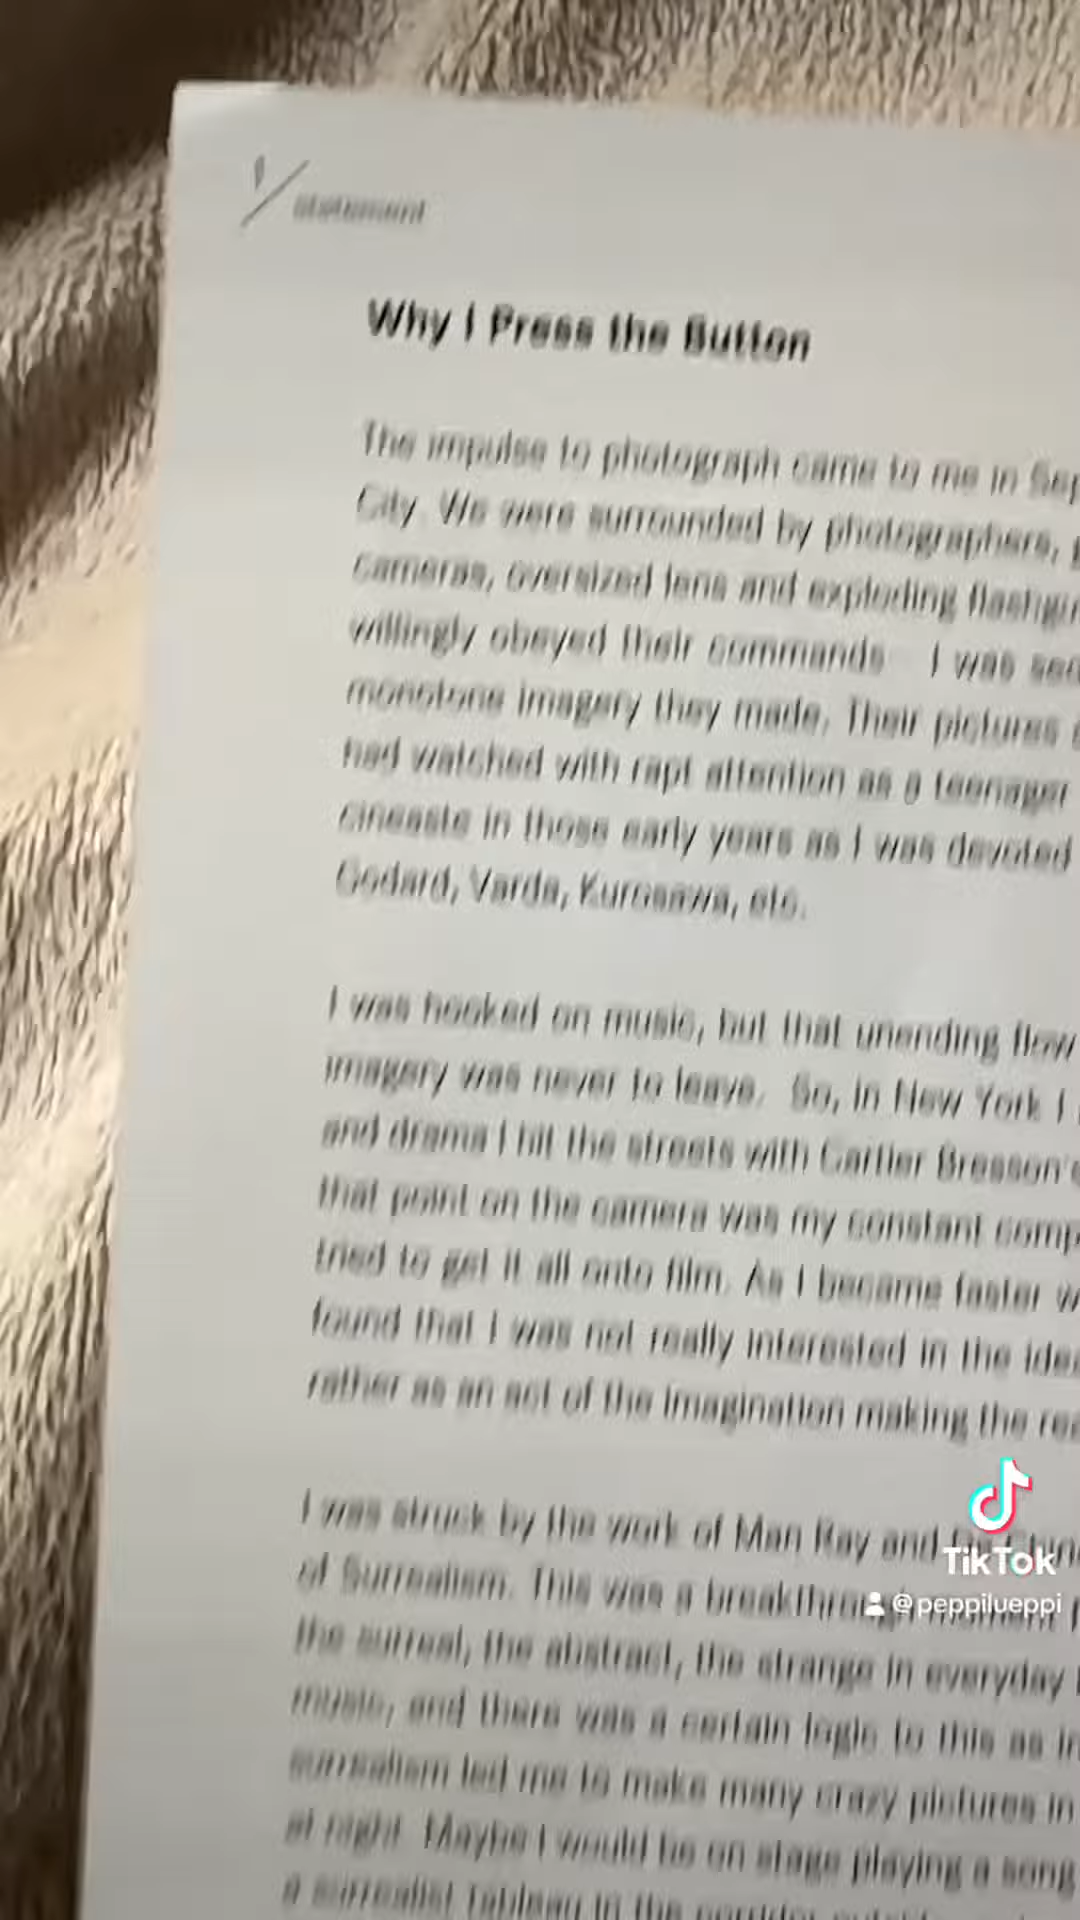 1/
statement
Why I Press the Button
The impulse to photograph came to me in Sep
City. We were surrounded by photographers,
cameras, oversized lens and exploding flashgu
willingly obeyed their commands I was
monotone imagery they made. Their pictures
had watched with rapt attention as a teenager
cineaste in those early years as I was devoted
Godard, Varda, Kurosawa, etc.
I was hooked on music, but that unending flow
imagery was never to leave. So, in New York I
and drama I hit the streets with Cartier Bresson's
that point on the camera was my constant comp
tried to get it all onto film. As I became faster w
found that I was not really interested in the
rather as an act of the imagination making the
I was struck by the work of Man Ray and
of Surrealism. This was a breakthrough moment
the surreal, the abstract, the strange in everyday
music, and there was a certain logic to this as in
surrealism led me to make many crazy pictures in
at night. Maybe I would be on stage playing a song
a surrealist tableau in the corridor
TikTok
@peppilueppi